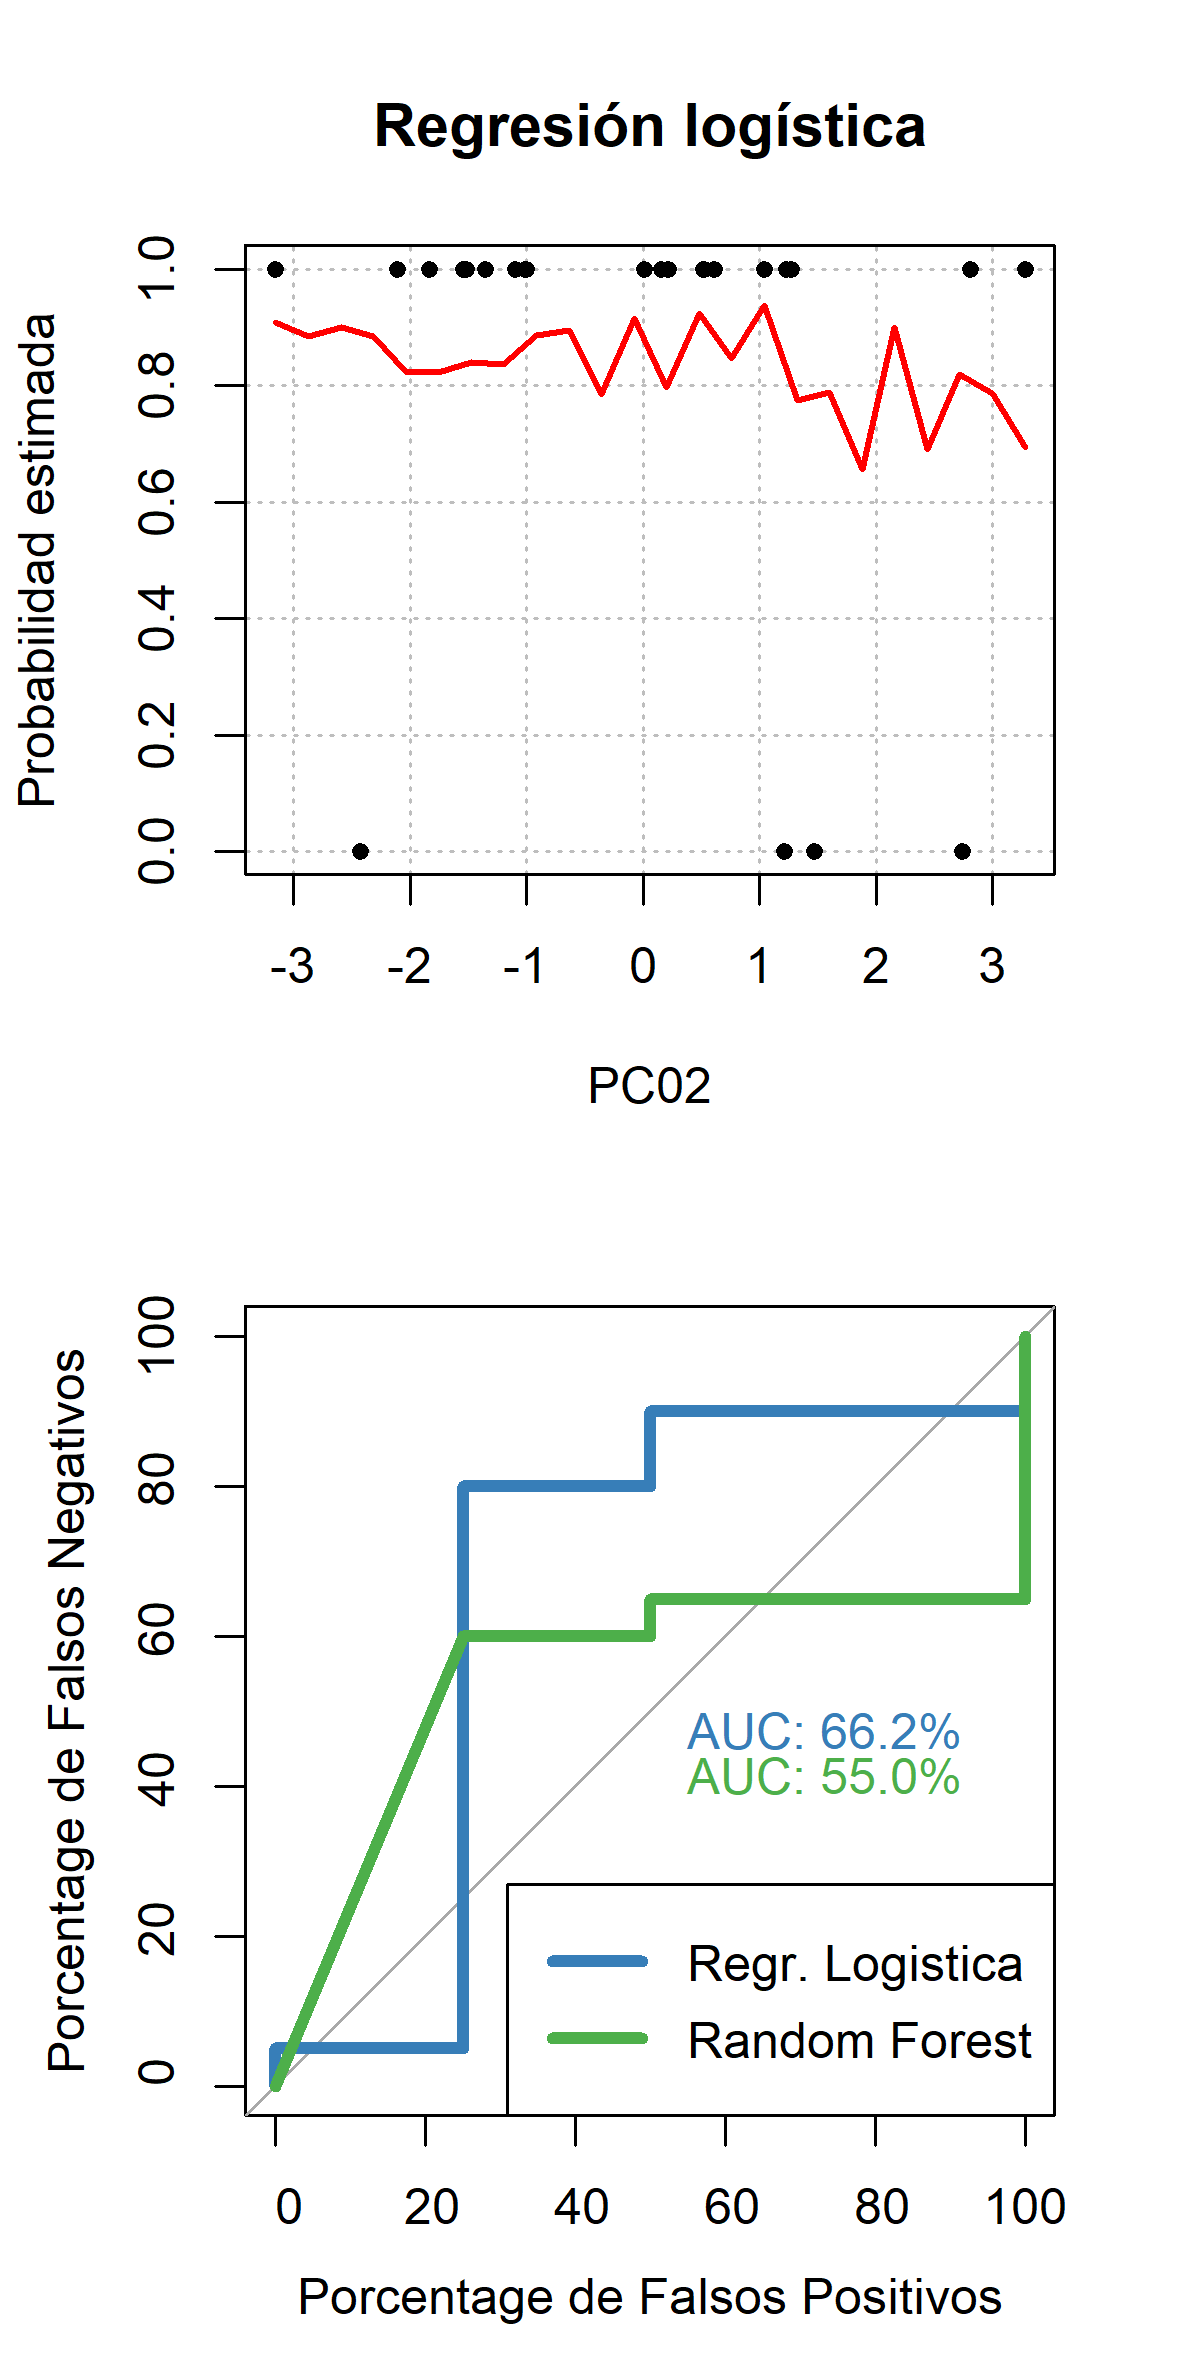 Regresión logística
Probabilidad estimada
1.0
0.8
0.6
0.4
0.2
0.0
-3 -2 -1 0 1 2 3
PC02
Porcentage de Falsos Negativos
100
80
60
40
20
0
AUC: 66.2%
AUC: 55.0%
Regr. Logistica
Random Forest
0 20 40 60 80 100
Porcentage de Falsos Positivos